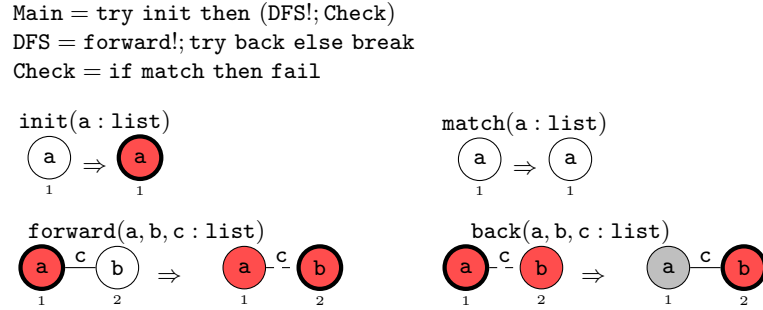 Main = try init then (DFS!; Check)
DFS = forward!; try back else break
Check = if match then fail
init(a : list)
a ⇒ a
1 1
match(a : list)
a ⇒ a
1 1
forward(a, b, c : list)
a c b ⇒ a c b
1 2 1 2
back(a, b, c : list)
a c b ⇒ a c b
1 2 1 2